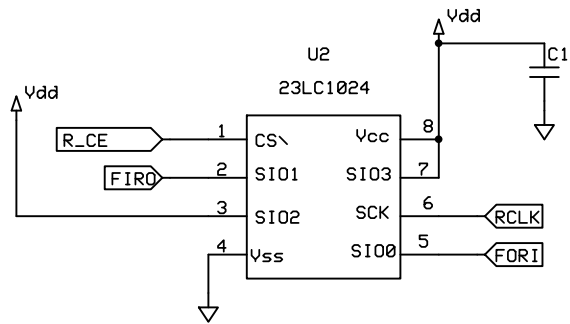 Vdd
U2
C1
23LC1024
Vdd
R_CE
1
CS\
Vcc
8
FIRO
2
SIO1
SIO3
7
3
SIO2
SCK
6
RCLK
4
Vss
SIO0
5
FORI